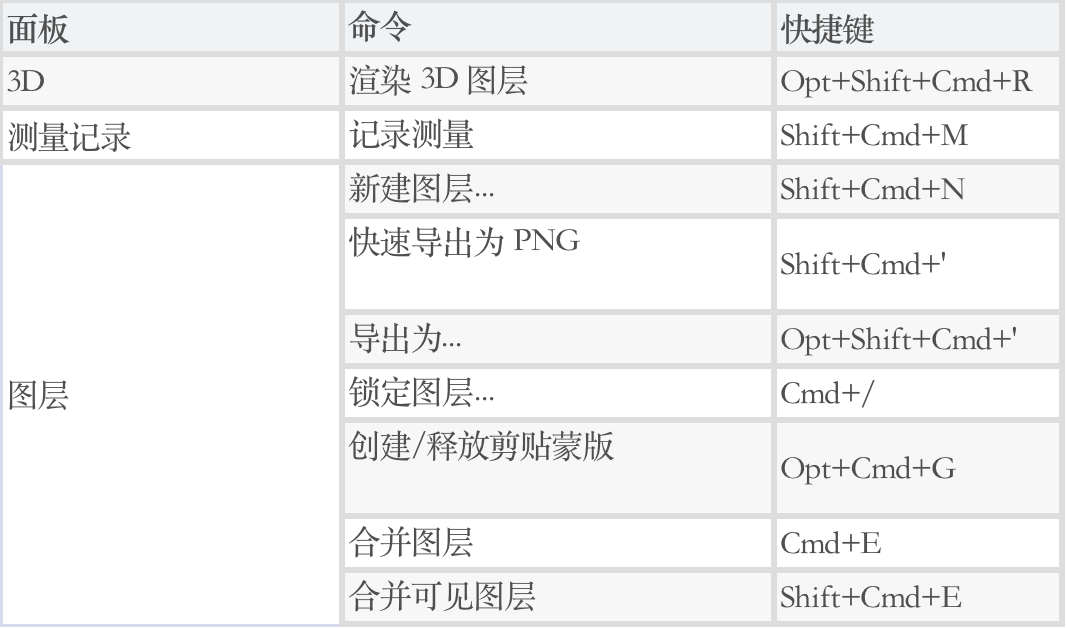 面板 命令 快捷键
3D 渲染 3D 图层 Opt+Shift+Cmd+R
测量记录 记录测量 Shift+Cmd+M
图层 新建图层... Shift+Cmd+N
快速导出为 PNG Shift+Cmd+'
导出为... Opt+Shift+Cmd+'
锁定图层... Cmd+/
创建/释放剪贴蒙版 Opt+Cmd+G
合并图层 Cmd+E
合并可见图层 Shift+Cmd+E